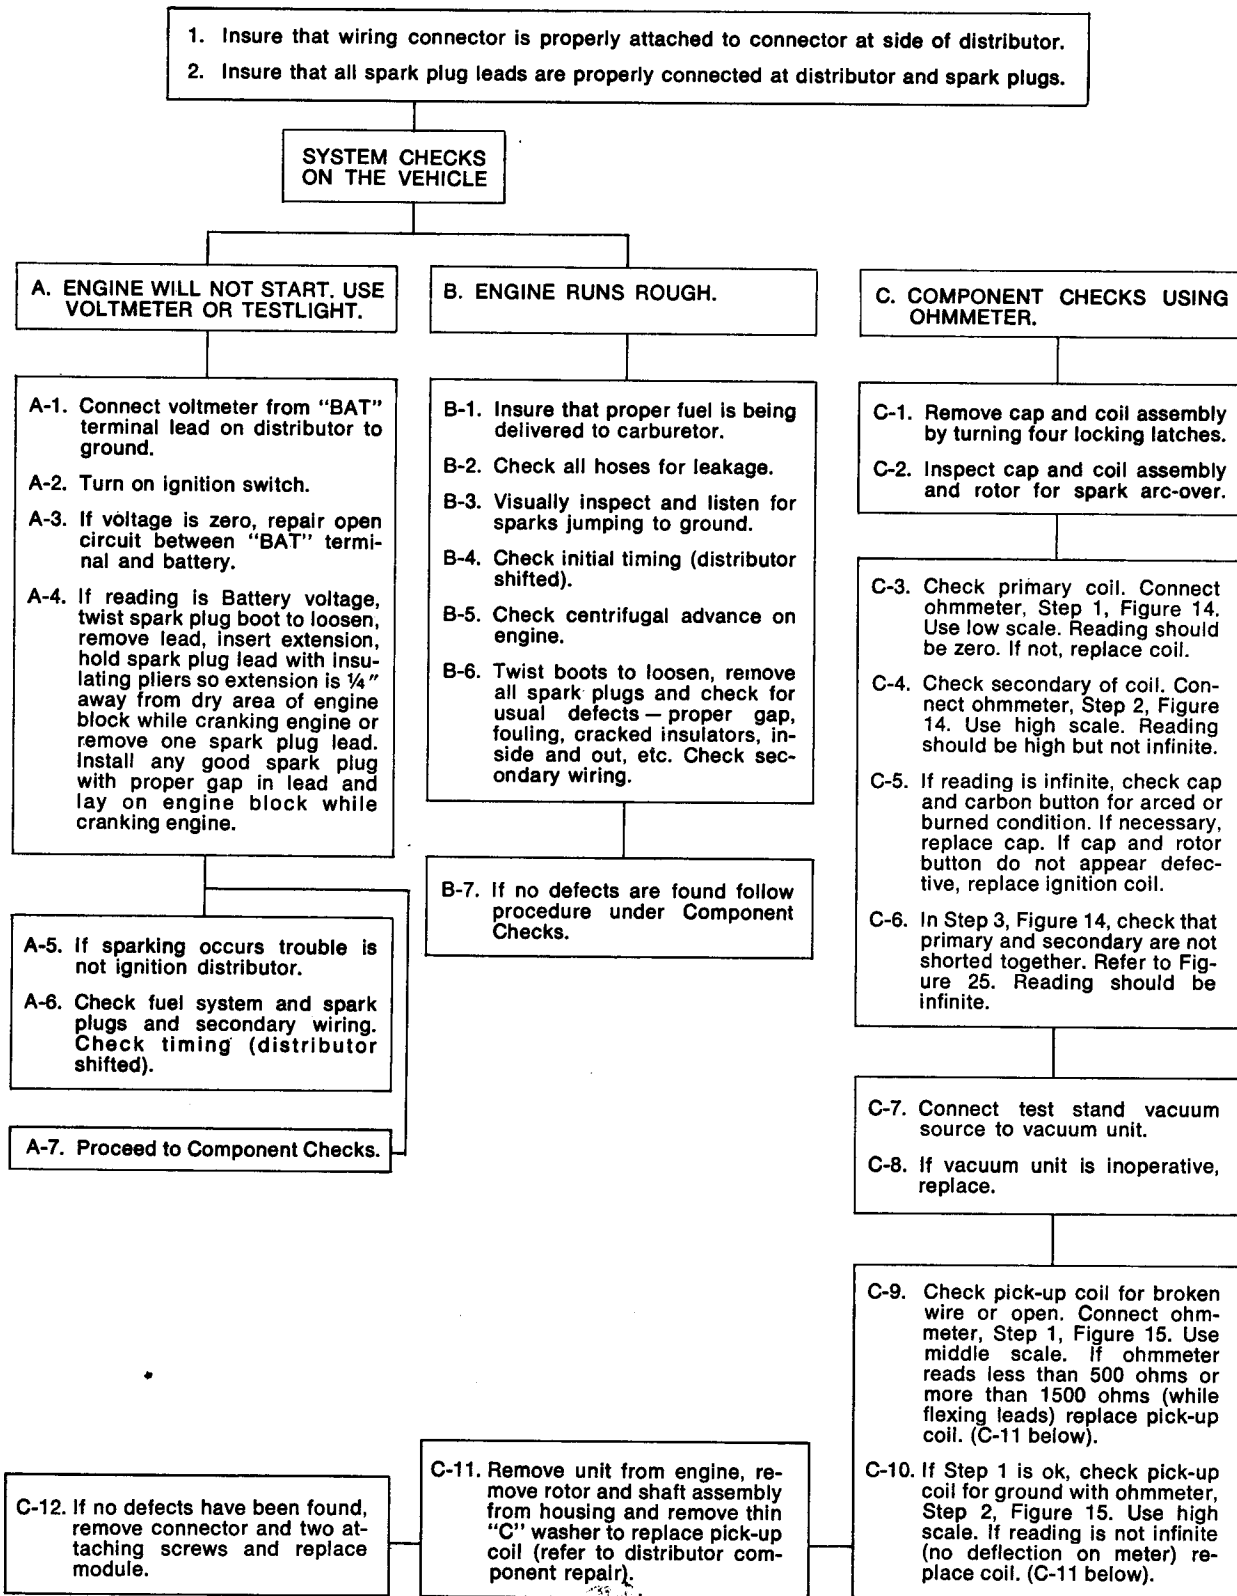 1. Insure that wiring connector is properly attached to connector at side of distributor.
2. Insure that all spark plug leads are properly connected at distributor and spark plugs.
SYSTEM CHECKS
ON THE VEHICLE
A. ENGINE WILL NOT START. USE
VOLTMETER OR TESTLIGHT.
A-1. Connect voltmeter from "BAT"
terminal lead on distributor to
ground.
A-2. Turn on ignition switch.
A-3. If voltage is zero, repair open
circuit between "BAT" termi-
nal and battery.
A-4. If reading is Battery voltage,
twist spark plug boot to loosen,
remove lead, insert extension,
hold spark plug lead with insu-
lating pliers so extension is ¼"
away from dry area of engine
block while cranking engine or
remove one spark plug lead.
Install any good spark plug
with proper gap in lead and
lay on engine block while
cranking engine.
A-5. If sparking occurs trouble is
not ignition distributor.
A-6. Check fuel system and spark
plugs and secondary wiring.
Check timing (distributor
shifted).
A-7. Proceed to Component Checks.
B. ENGINE RUNS ROUGH.
B-1. Insure that proper fuel is being
delivered to carburetor.
B-2. Check all hoses for leakage.
B-3. Visually inspect and listen for
sparks jumping to ground.
B-4. Check initial timing (distributor
shifted).
B-5. Check centrifugal advance on
engine.
B-6. Twist boots to loosen, remove
all spark plugs and check for
usual defects — proper gap,
fouling, cracked insulators, in-
side and out, etc. Check sec-
ondary wiring.
B-7. If no defects are found follow
procedure under Component
Checks.
C. COMPONENT CHECKS USING
OHMMETER.
C-1. Remove cap and coil assembly
by turning four locking latches.
C-2. Inspect cap and coil assembly
and rotor for spark arc-over.
C-3. Check primary coil. Connect
ohmmeter, Step 1, Figure 14.
Use low scale. Reading should
be zero. If not, replace coil.
C-4. Check secondary of coil. Con-
nect ohmmeter, Step 2, Figure
14. Use high scale. Reading
should be high but not infinite.
C-5. If reading is infinite, check cap
and carbon button for arced or
burned condition. If necessary,
replace cap. If cap and rotor
button do not appear defec-
tive, replace ignition coil.
C-6. In Step 3, Figure 14, check that
primary and secondary are not
shorted together. Refer to Fig-
ure 25. Reading should be
infinite.
C-7. Connect test stand vacuum
source to vacuum unit.
C-8. If vacuum unit is inoperative,
replace.
C-9. Check pick-up coil for broken
wire or open. Connect ohm-
meter, Step 1, Figure 15. Use
middle scale. If ohmmeter
reads less than 500 ohms or
more than 1500 ohms (while
flexing leads) replace pick-up
coil. (C-11 below).
C-10. If Step 1 is ok, check pick-up
coil for ground with ohmmeter,
Step 2, Figure 15. Use high
scale. If reading is not infinite
(no deflection on meter) re-
place coil. (C-11 below).
C-11. Remove unit from engine, re-
move rotor and shaft assembly
from housing and remove thin
"C" washer to replace pick-up
coil (refer to distributor com-
ponent repair).
C-12. If no defects have been found,
remove connector and two at-
taching screws and replace
module.